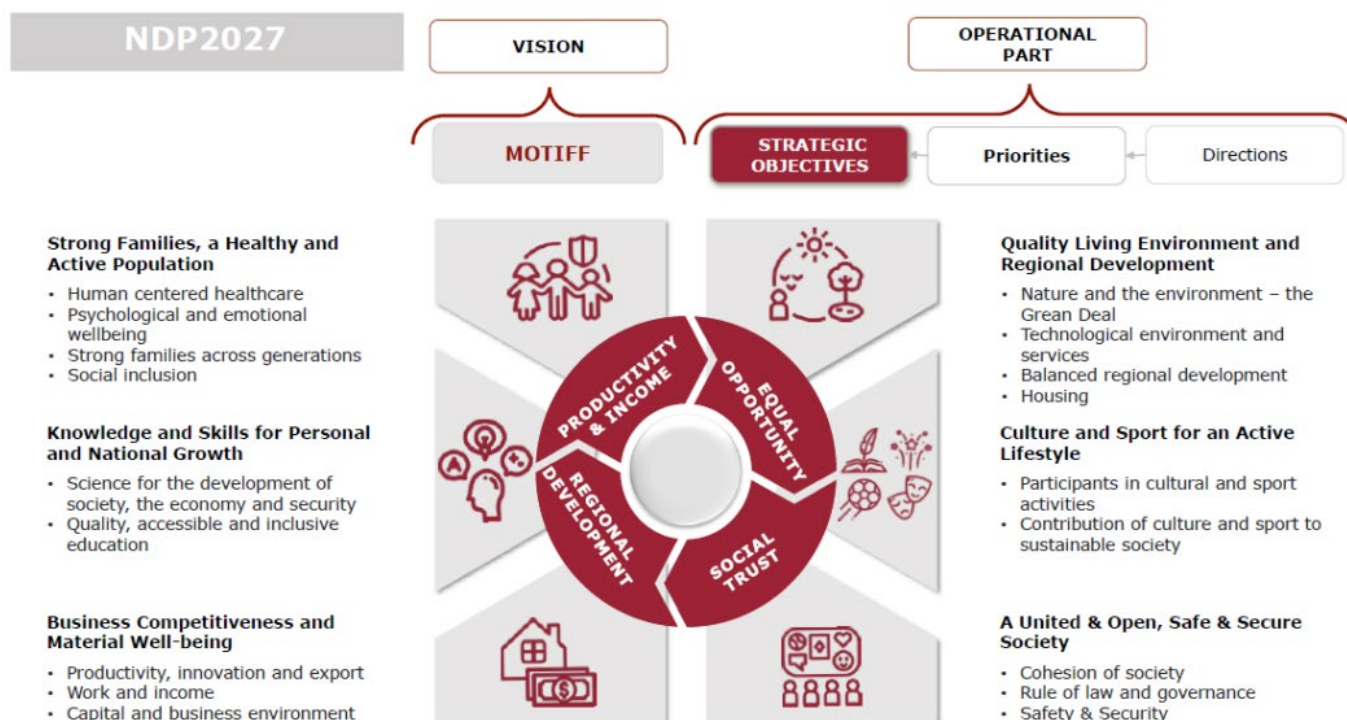 NDP2027
VISION
OPERATIONAL
PART
MOTIFF
STRATEGIC
OBJECTIVES
Priorities
Directions
Strong Families, a Healthy and
Active Population
• Human centered healthcare
• Psychological and emotional
wellbeing
• Strong families across generations
• Social inclusion
Knowledge and Skills for Personal
and National Growth
• Science for the development of
society, the economy and security
• Quality, accessible and inclusive
education
Business Competitiveness and
Material Well-being
• Productivity, innovation and export
• Work and income
• Capital and business environment
A
PRODUCTIVITY
& INCOME
EQUAL
OPPORTUNITY
REGIONAL
DEVELOPMENT
SOCIAL
TRUST
$
Quality Living Environment and
Regional Development
• Nature and the environment – the
Grean Deal
• Technological environment and
services
• Balanced regional development
• Housing
Culture and Sport for an Active
Lifestyle
• Participants in cultural and sport
activities
• Contribution of culture and sport to
sustainable society
A United & Open, Safe & Secure
Society
• Cohesion of society
• Rule of law and governance
• Safety & Security